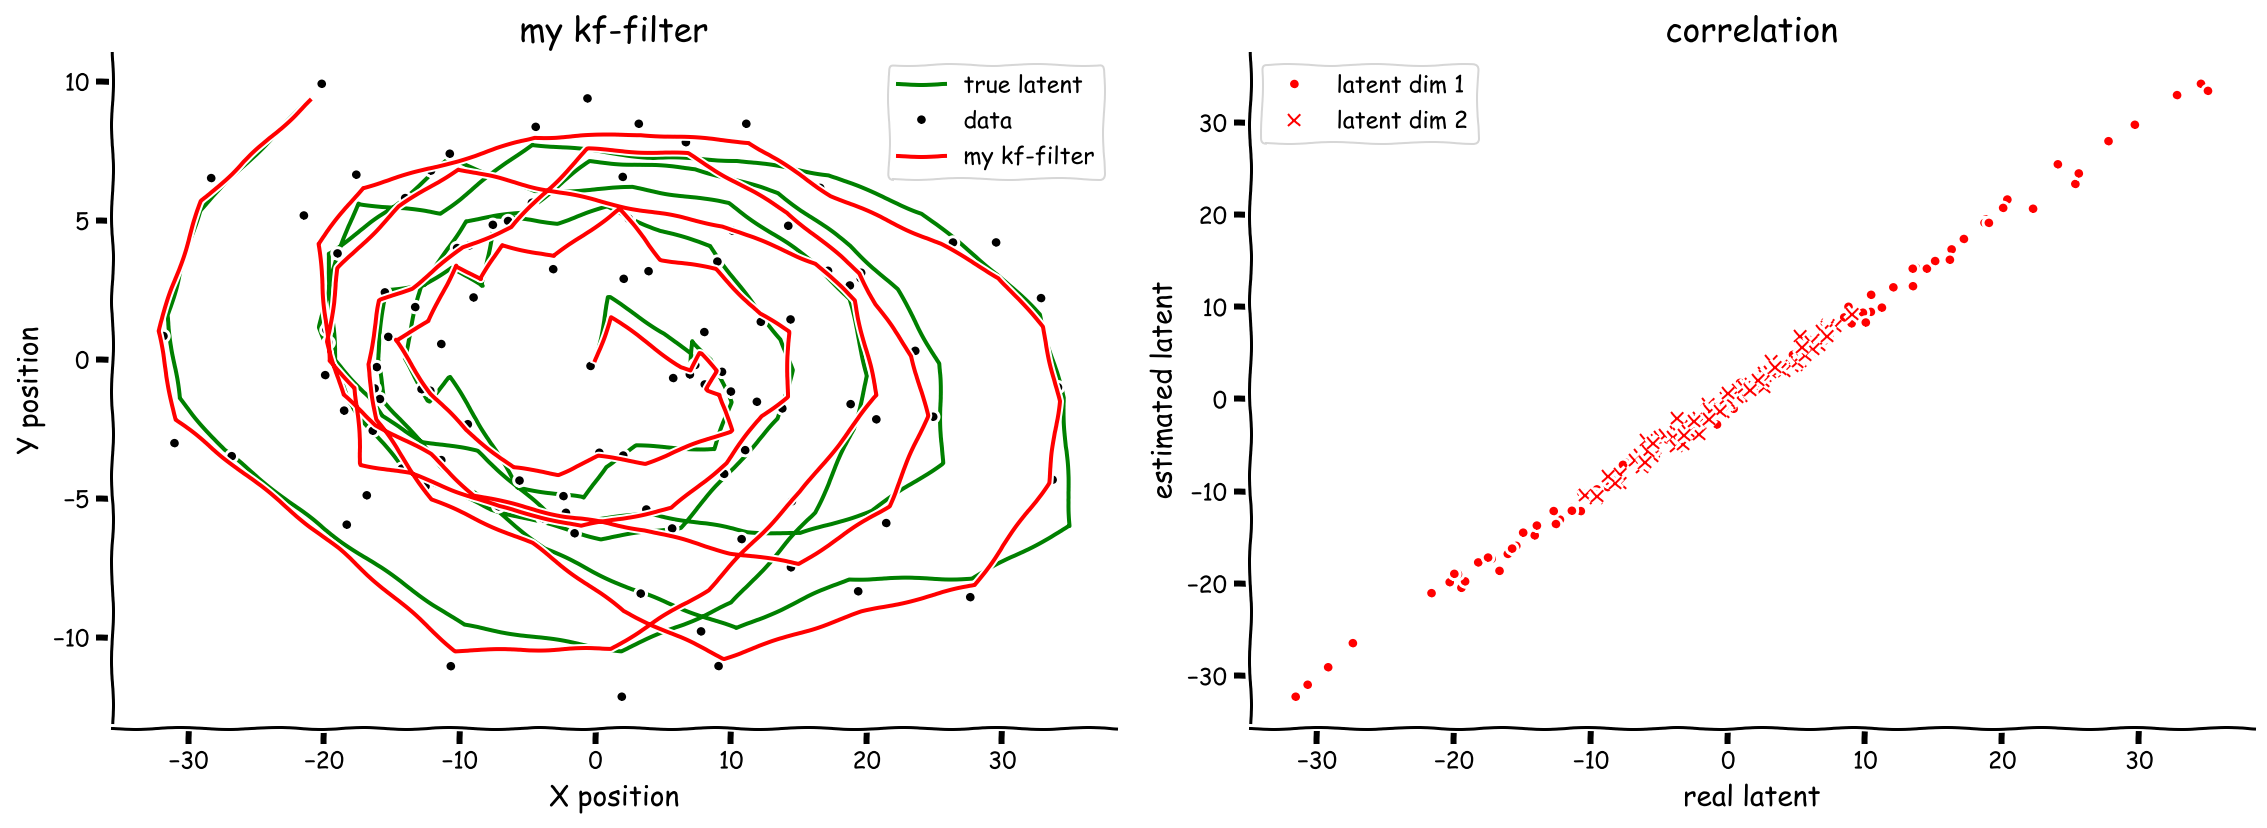 my kf-filter
true latent
data
my kf-filter
10
5
0
−5
−10
Y position
−30
−20
−10
0
10
20
30
X position
correlation
latent dim 1
latent dim 2
30
20
10
0
−10
−20
−30
estimated latent
−30
−20
−10
0
10
20
30
real latent